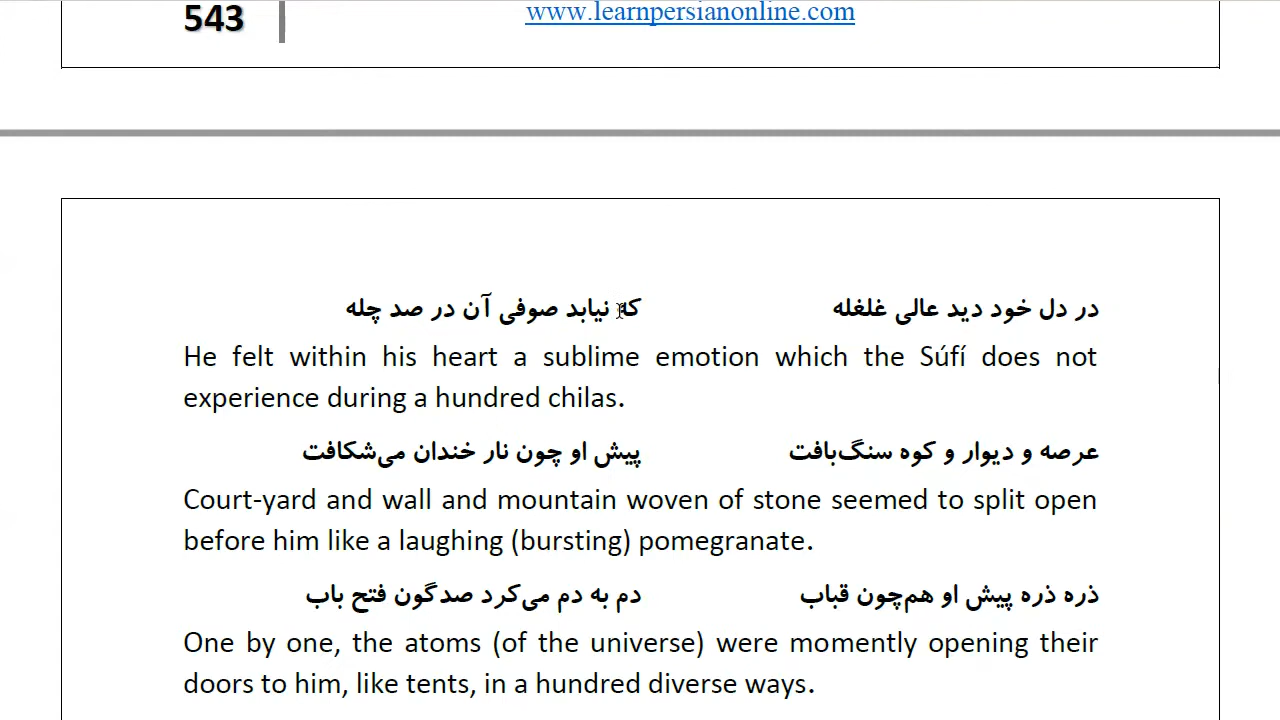 543 www.learnpersianonline.com
در دل خود دید عالی غلغله که نیابد صوفی آن در صد چله
He felt within his heart a sublime emotion which the Súfí does not
experience during a hundred chilas.
عرصه و دیوار و کوه سنگ‌بافت پیش او چون نار خندان می‌شکافت
Court-yard and wall and mountain woven of stone seemed to split open
before him like a laughing (bursting) pomegranate.
ذره ذره پیش او هم‌چون قباب دم به دم می‌کرد صدگون فتح باب
One by one, the atoms (of the universe) were momently opening their
doors to him, like tents, in a hundred diverse ways.